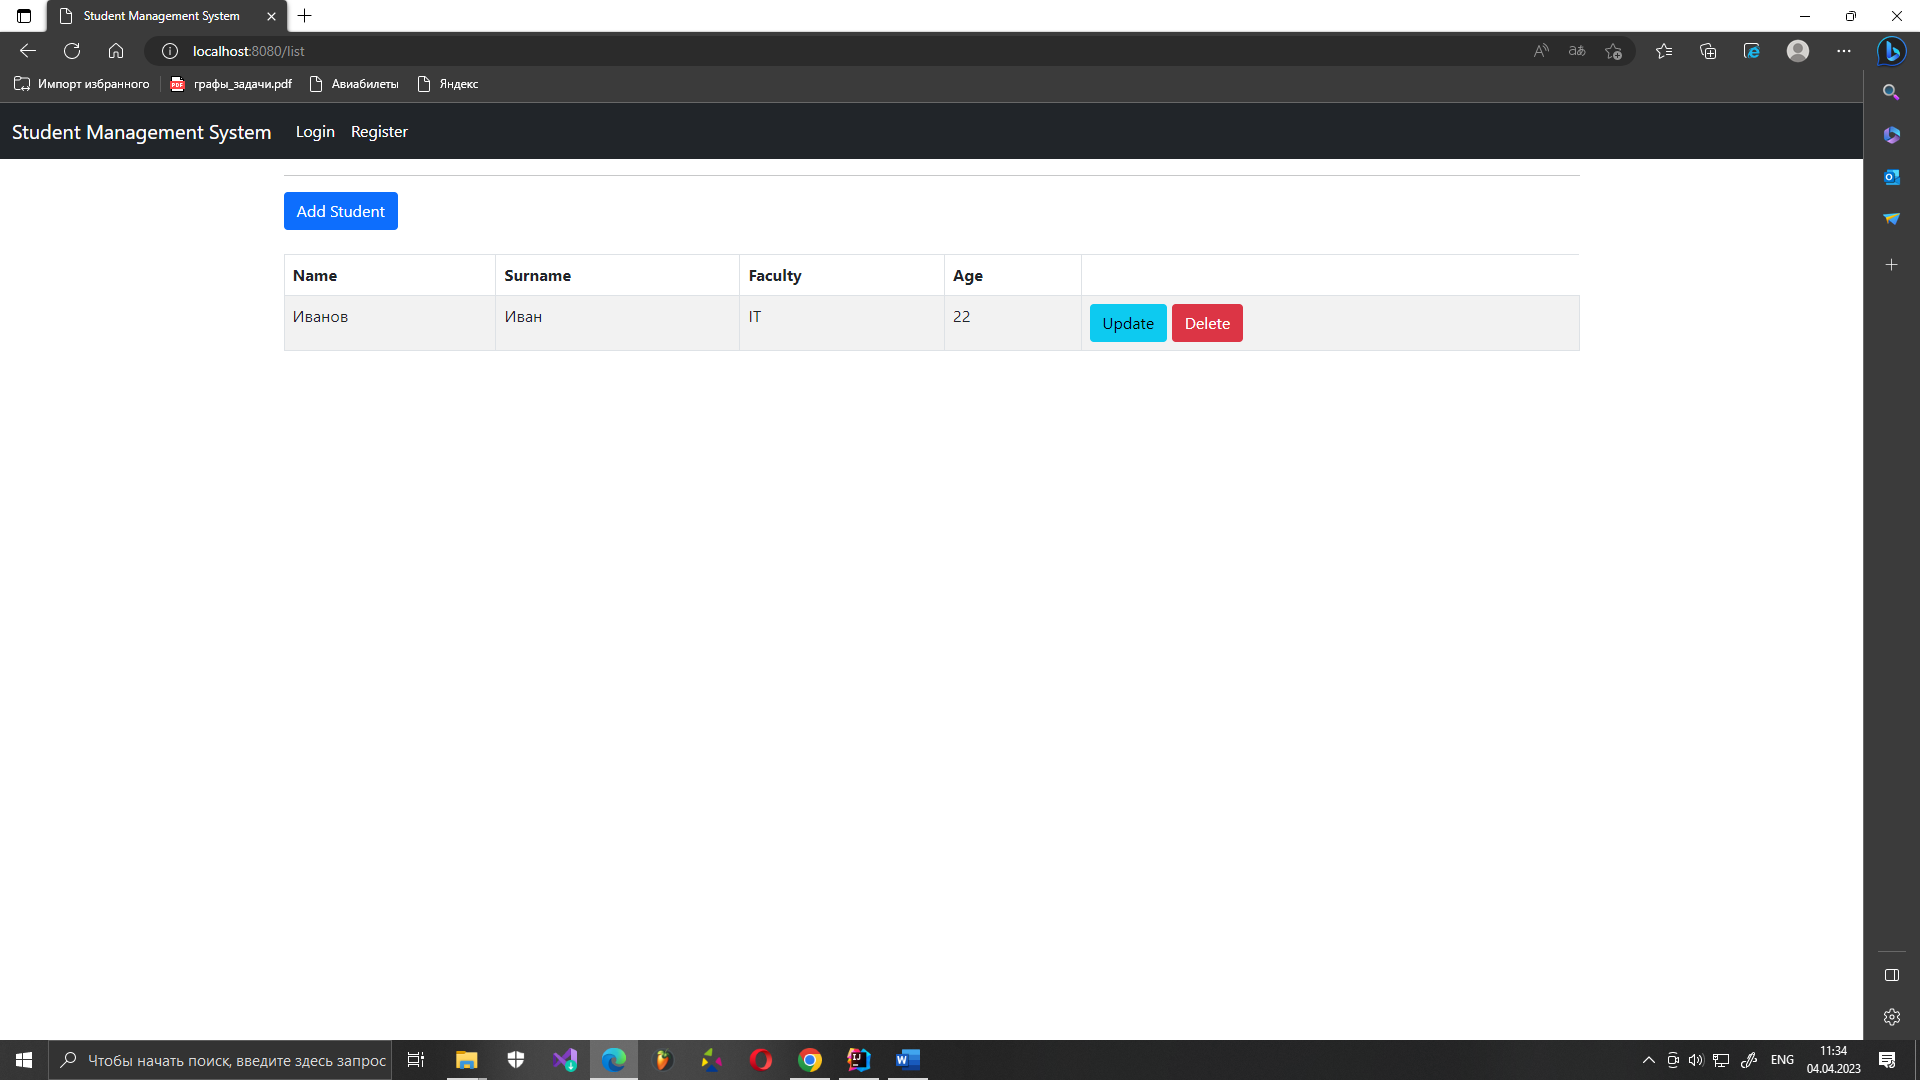 Student Management System
localhost:8080/list
Импорт избранного графы_задачи.pdf Авиабилеты Яндекс
Student Management System Login Register
Add Student
Name Surname Faculty Age
Иванов Иван IT 22 Update Delete
Чтобы начать поиск, введите здесь запрос
ENG
11:34
04.04.2023